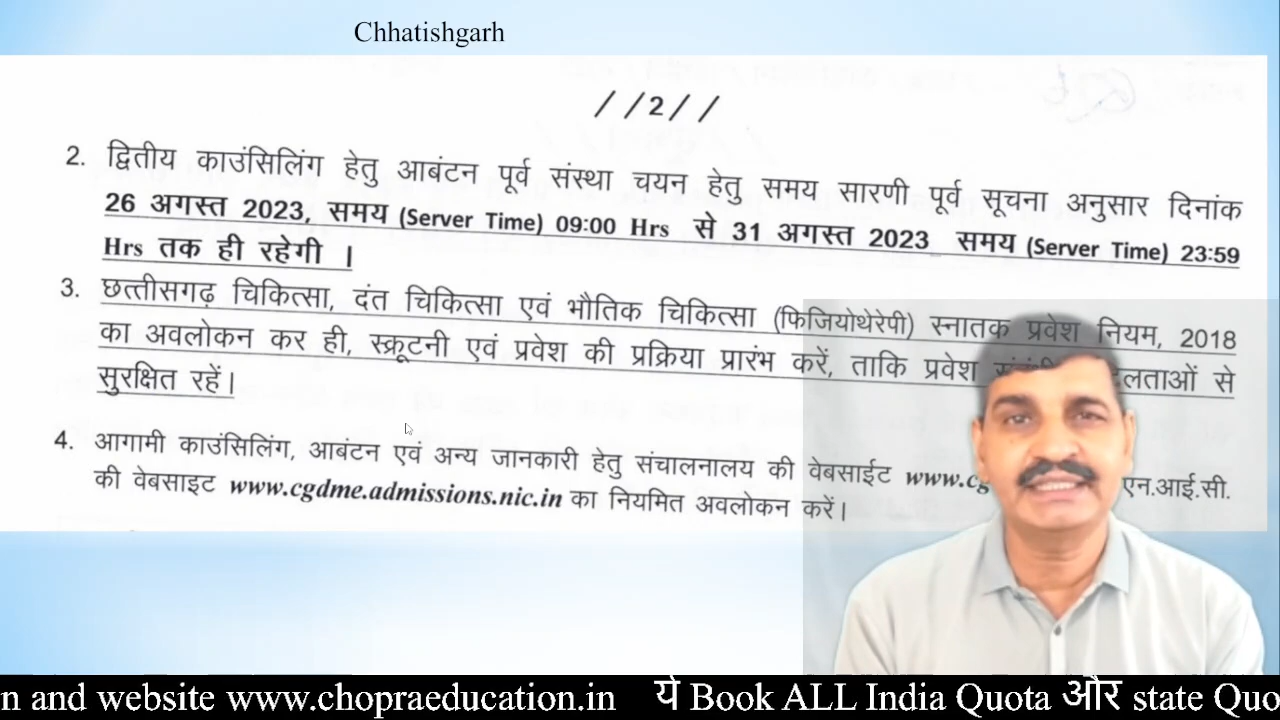 Chhatishgarh
//2//
2. द्वितीय काउंसिलिंग हेतु आबंटन पूर्व संस्था चयन हेतु समय सारणी पूर्व सूचना अनुसार दिनांक
26 अगस्त 2023, समय (Server Time) 09:00 Hrs से 31 अगस्त 2023 समय (Server Time) 23:59
Hrs तक ही रहेगी ।
3. छत्तीसगढ़ चिकित्सा, दंत चिकित्सा एवं भौतिक चिकित्सा (फिजियोथेरेपी) स्नातक प्रवेश नियम, 2018
का अवलोकन कर ही, स्क्रूटनी एवं प्रवेश की प्रक्रिया प्रारंभ करें, ताकि प्रवेश से
सुरक्षित रहें।
4. आगामी काउंसिलिंग, आबंटन एवं अन्य जानकारी हेतु संचालनालय की वेबसाईट एन.आई.सी.
की वेबसाइट www.cgdme.admissions.nic.in का नियमित अवलोकन करें।
n and website www.chopraeducation.in ये Book ALL India Quota और state Quo